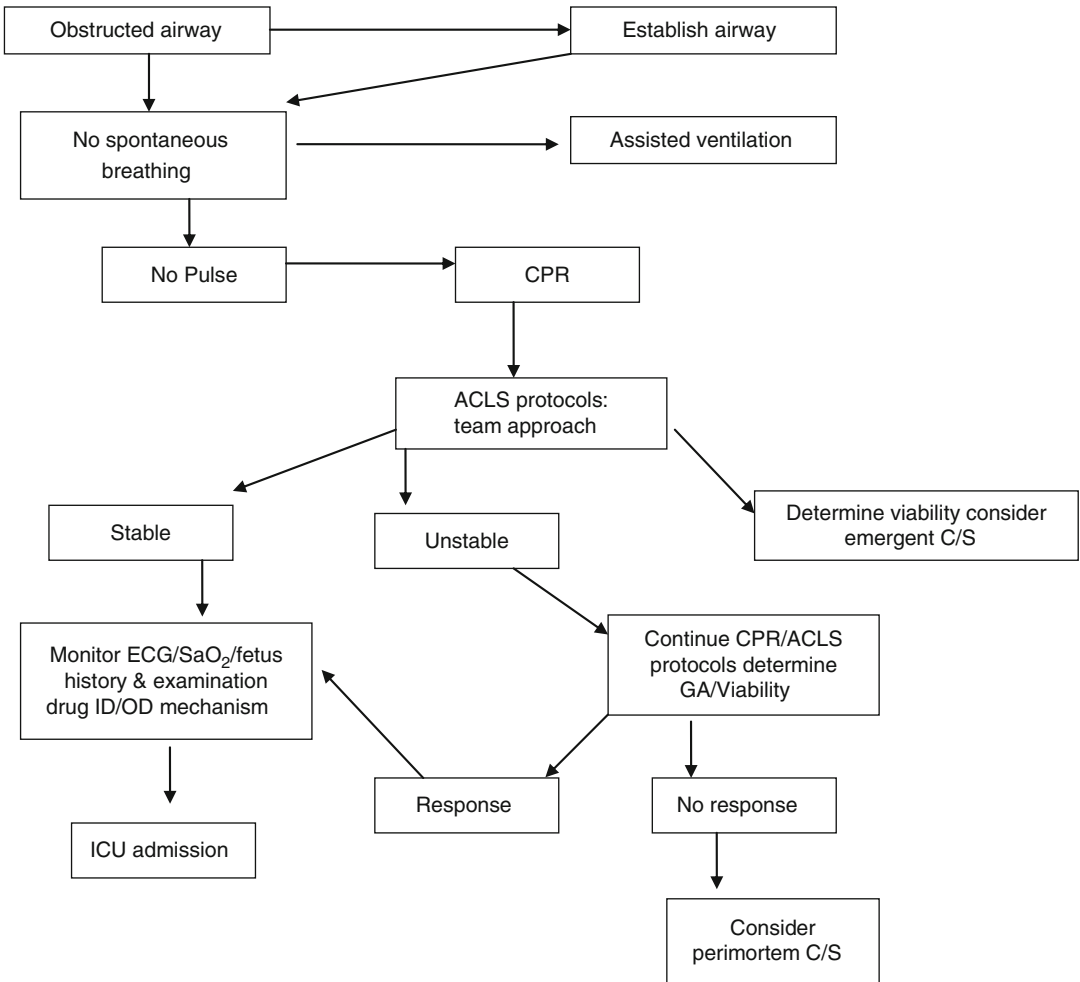 Obstructed airway
Establish airway
No spontaneous
breathing
Assisted ventilation
No Pulse
CPR
ACLS protocols:
team approach
Stable
Unstable
Determine viability consider
emergent C/S
Monitor ECG/SaO₂/fetus
history & examination
drug ID/OD mechanism
Continue CPR/ACLS
protocols determine
GA/Viability
Response
No response
ICU admission
Consider
perimortem C/S